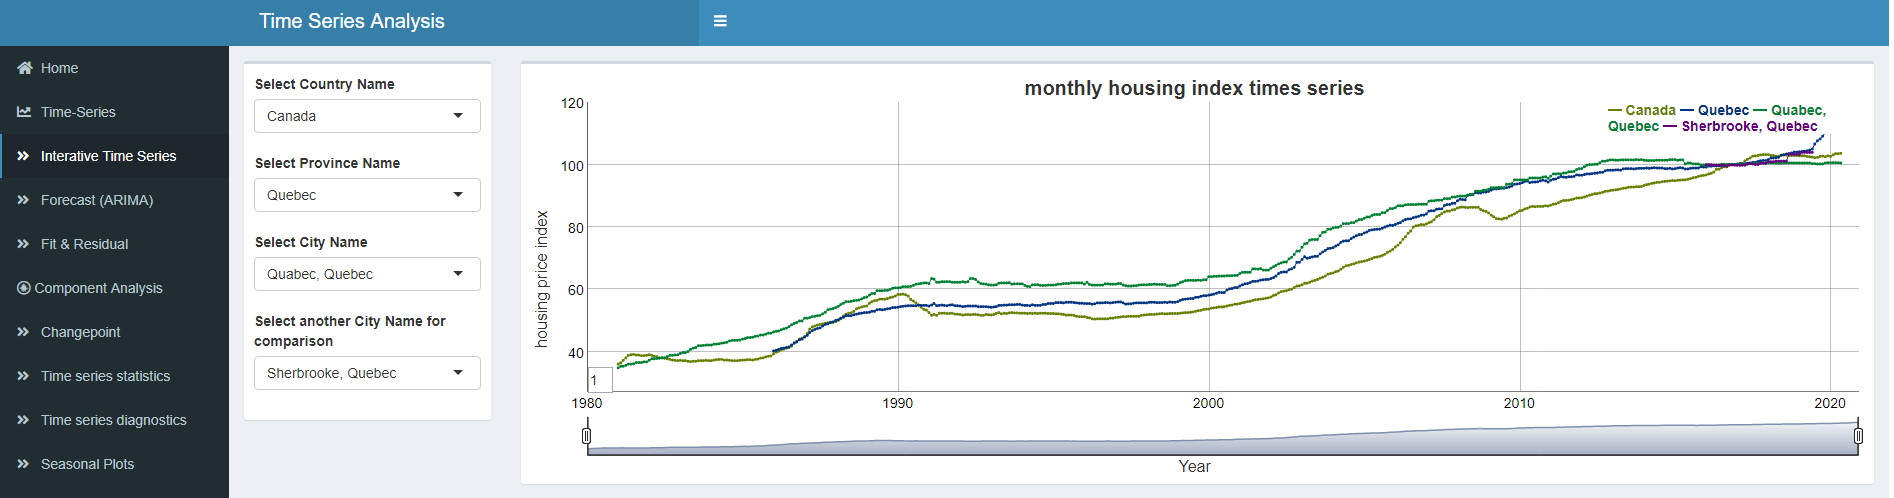 Time Series Analysis
Home
Time-Series
Interative Time Series
Forecast (ARIMA)
Fit & Residual
Component Analysis
Changepoint
Time series statistics
Time series diagnostics
Seasonal Plots
Select Country Name
Canada
Select Province Name
Quebec
Select City Name
Quabec, Quebec
Select another City Name for
comparison
Sherbrooke, Quebec
monthly housing index times series
Canada — Quebec — Quabec,
Quebec — Sherbrooke, Quebec
housing price index
120
100
80
60
40
1
1980 1990 2000 2010 2020
Year